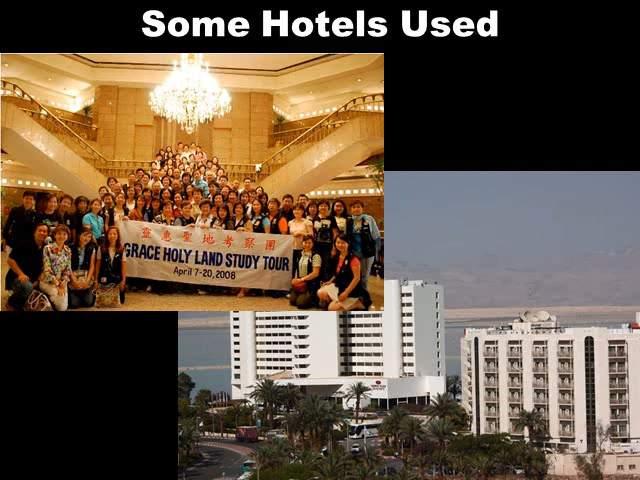 Some Hotels Used
靈惠聖地考察團
GRACE HOLY LAND STUDY TOUR
April 7-20, 2008